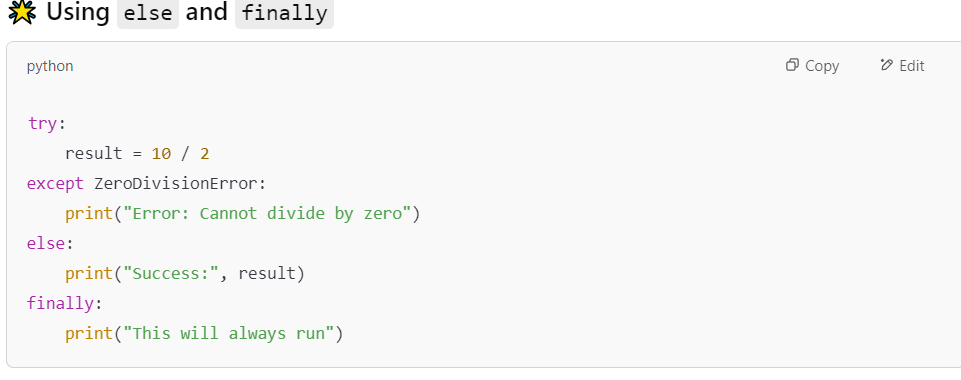 Using else and finally
python
Copy
Edit
try:
    result = 10 / 2
except ZeroDivisionError:
    print("Error: Cannot divide by zero")
else:
    print("Success:", result)
finally:
    print("This will always run")